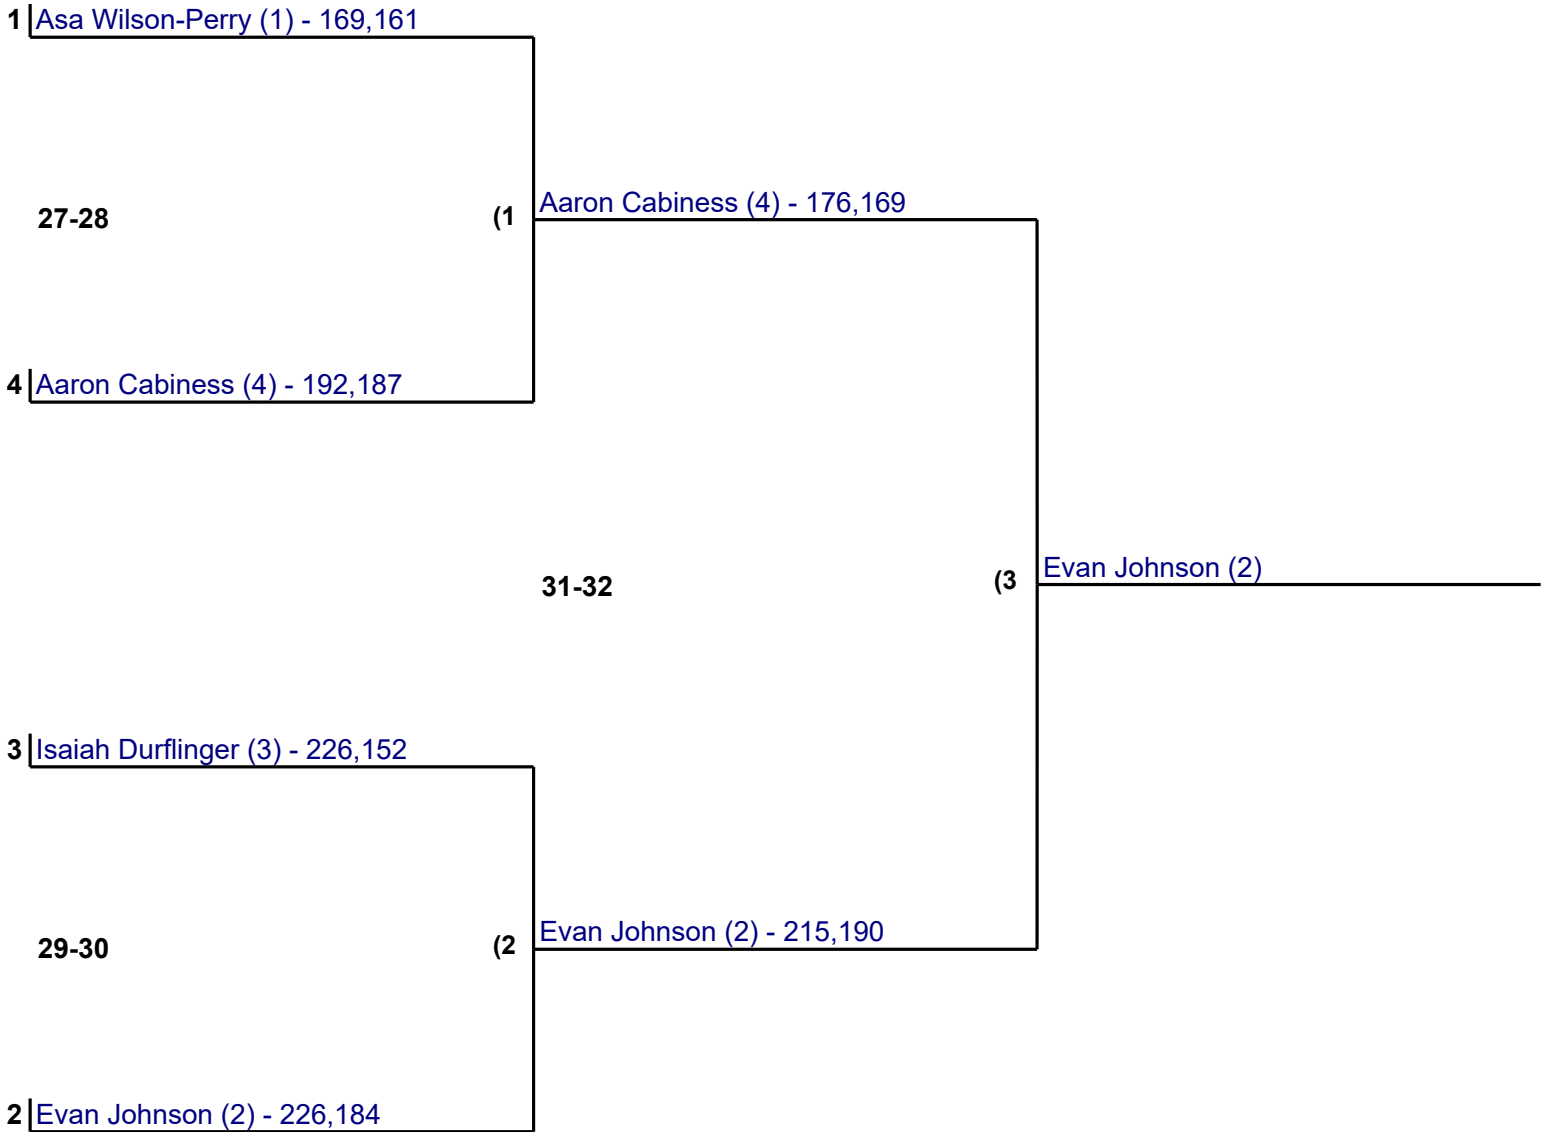 1 Asa Wilson-Perry (1) - 169,161
27-28 (1 Aaron Cabiness (4) - 176,169
4 Aaron Cabiness (4) - 192,187
31-32 (3 Evan Johnson (2)
3 Isaiah Durflinger (3) - 226,152
29-30 (2 Evan Johnson (2) - 215,190
2 Evan Johnson (2) - 226,184